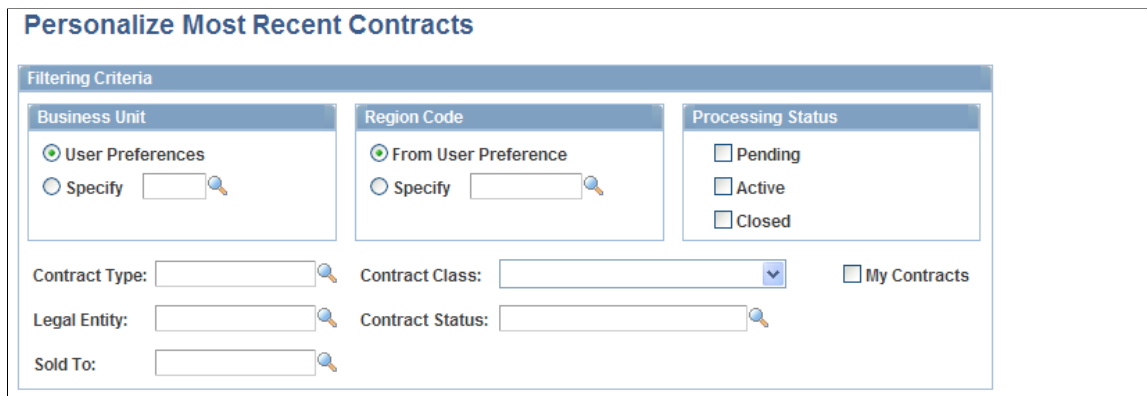 Personalize Most Recent Contracts
Filtering Criteria
Business Unit
User Preferences
Specify
Region Code
From User Preference
Specify
Processing Status
Pending
Active
Closed
Contract Type:
Contract Class:
My Contracts
Legal Entity:
Contract Status:
Sold To: